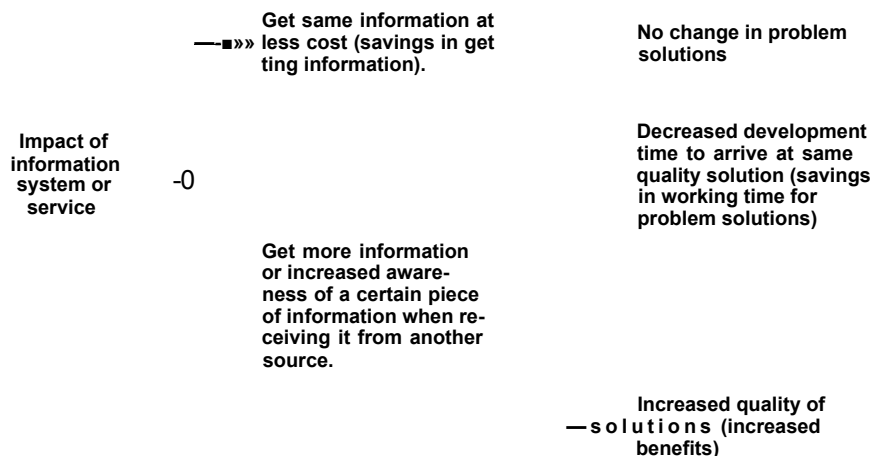 Get same information at
—-■»» less cost (savings in get
ting information).
No change in problem
solutions
Impact of
information
system or
service
-0
Decreased development
time to arrive at same
quality solution (savings
in working time for
problem solutions)
Get more information
or increased aware-
ness of a certain piece
of information when re-
ceiving it from another
source.
Increased quality of
—solutions (increased
benefits)